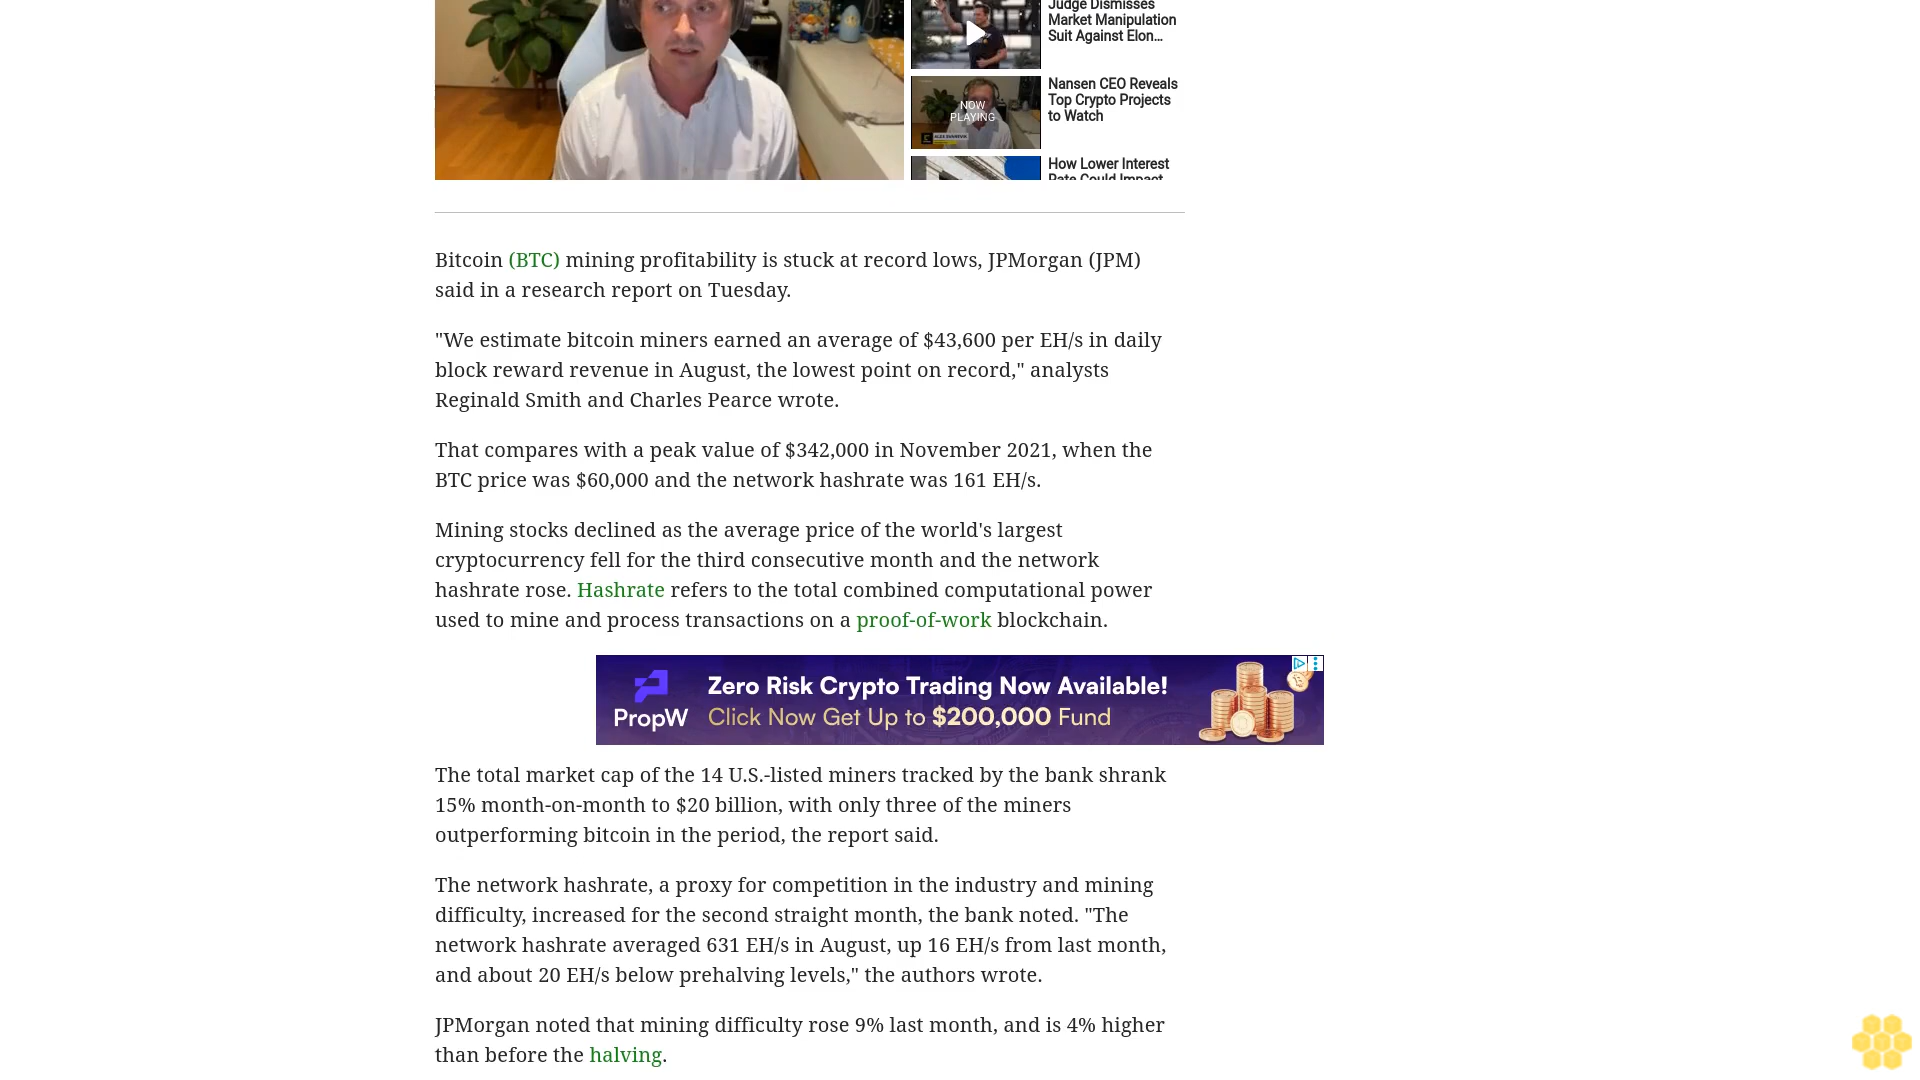 Judge Dismisses
Market Manipulation
Suit Against Elon...
NOW
PLAYING
Nansen CEO Reveals
Top Crypto Projects
to Watch
How Lower Interest
Rate Could Impact
Bitcoin (BTC) mining profitability is stuck at record lows, JPMorgan (JPM)
said in a research report on Tuesday.
"We estimate bitcoin miners earned an average of $43,600 per EH/s in daily
block reward revenue in August, the lowest point on record," analysts
Reginald Smith and Charles Pearce wrote.
That compares with a peak value of $342,000 in November 2021, when the
BTC price was $60,000 and the network hashrate was 161 EH/s.
Mining stocks declined as the average price of the world's largest
cryptocurrency fell for the third consecutive month and the network
hashrate rose. Hashrate refers to the total combined computational power
used to mine and process transactions on a proof-of-work blockchain.
PropW
Zero Risk Crypto Trading Now Available!
Click Now Get Up to $200,000 Fund
The total market cap of the 14 U.S.-listed miners tracked by the bank shrank
15% month-on-month to $20 billion, with only three of the miners
outperforming bitcoin in the period, the report said.
The network hashrate, a proxy for competition in the industry and mining
difficulty, increased for the second straight month, the bank noted. "The
network hashrate averaged 631 EH/s in August, up 16 EH/s from last month,
and about 20 EH/s below prehalving levels," the authors wrote.
JPMorgan noted that mining difficulty rose 9% last month, and is 4% higher
than before the halving.